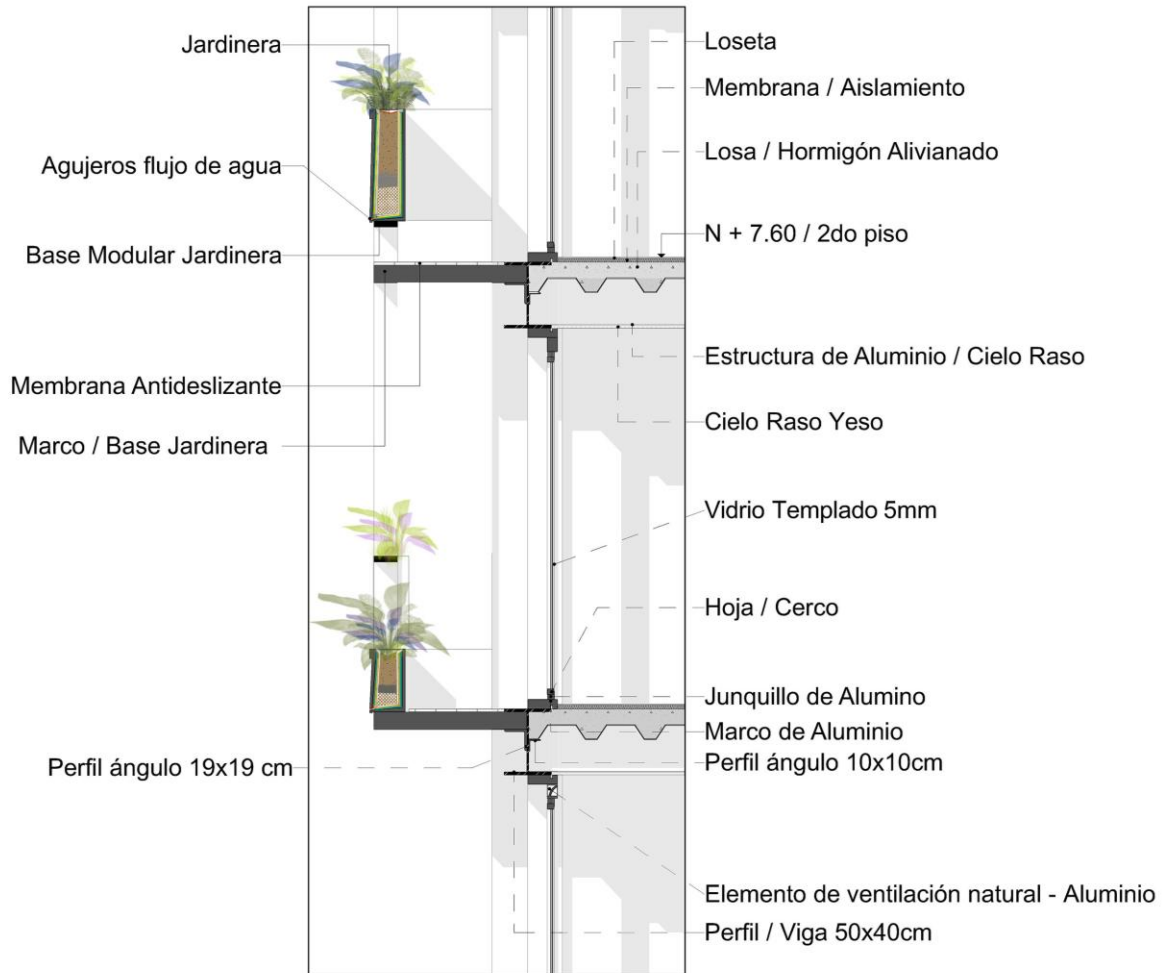 Jardinera
Agujeros flujo de agua
Base Modular Jardinera
Membrana Antideslizante
Marco / Base Jardinera
Perfil ángulo 19x19 cm
Loseta
Membrana / Aislamiento
Losa / Hormigón Alivianado
N + 7.60 / 2do piso
Estructura de Aluminio / Cielo Raso
Cielo Raso Yeso
Vidrio Templado 5mm
Hoja / Cerco
Junquillo de Alumino
Marco de Aluminio
Perfil ángulo 10x10cm
Elemento de ventilación natural - Aluminio
Perfil / Viga 50x40cm